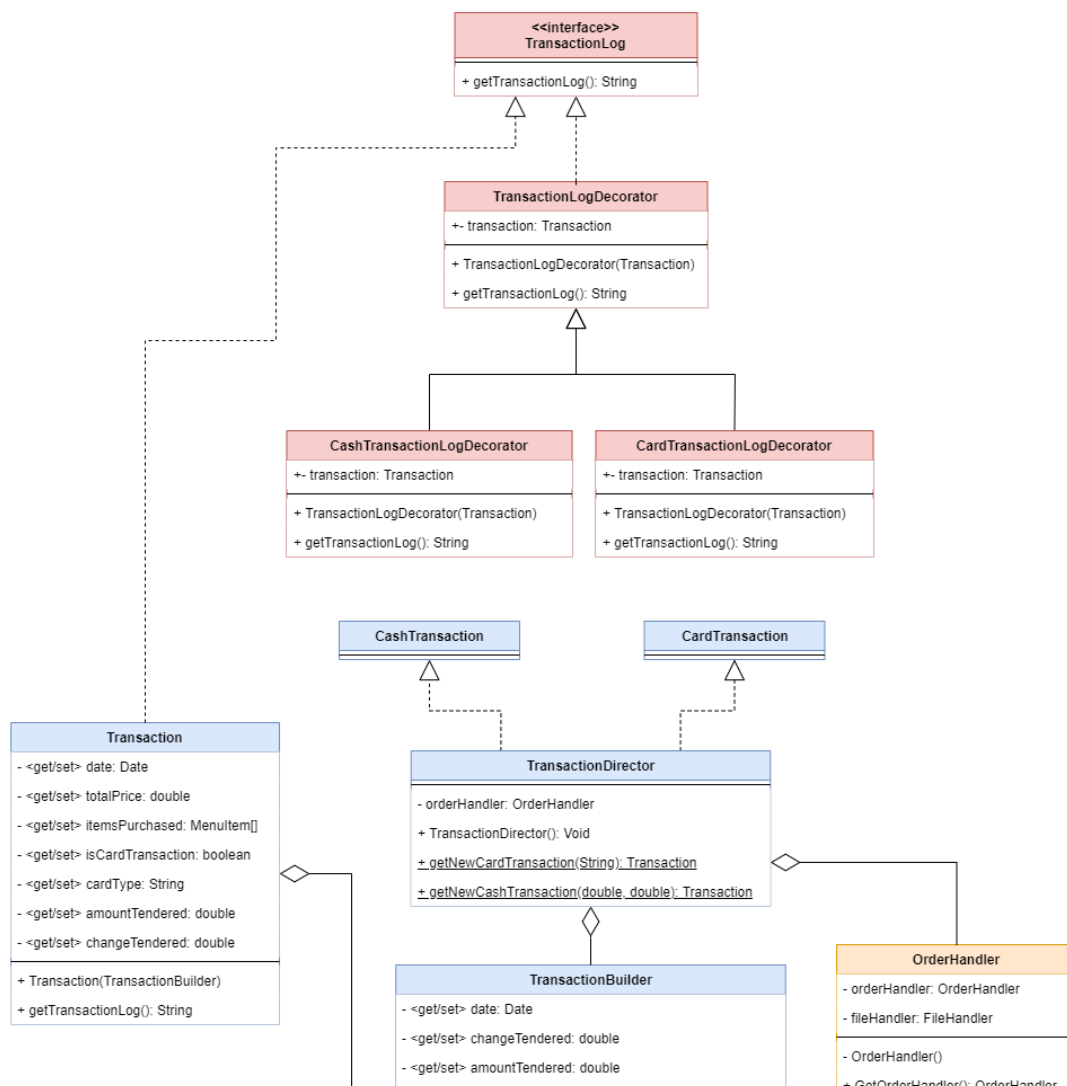 <<interface>>
TransactionLog
+ getTransactionLog(): String
TransactionLogDecorator
+- transaction: Transaction
+ TransactionLogDecorator(Transaction)
+ getTransactionLog(): String
CashTransactionLogDecorator
+- transaction: Transaction
+ TransactionLogDecorator(Transaction)
+ getTransactionLog(): String
CardTransactionLogDecorator
+- transaction: Transaction
+ TransactionLogDecorator(Transaction)
+ getTransactionLog(): String
CashTransaction
CardTransaction
Transaction
- <get/set> date: Date
- <get/set> totalPrice: double
- <get/set> itemsPurchased: MenuItem[]
- <get/set> isCardTransaction: boolean
- <get/set> cardType: String
- <get/set> amountTendered: double
- <get/set> changeTendered: double
+ Transaction(TransactionBuilder)
+ getTransactionLog(): String
TransactionDirector
- orderHandler: OrderHandler
+ TransactionDirector(): Void
+ getNewCardTransaction(String): Transaction
+ getNewCashTransaction(double, double): Transaction
TransactionBuilder
- <get/set> date: Date
- <get/set> changeTendered: double
- <get/set> amountTendered: double
OrderHandler
- orderHandler: OrderHandler
- fileHandler: FileHandler
- OrderHandler()
+ GetOrderHandler(): OrderHandler